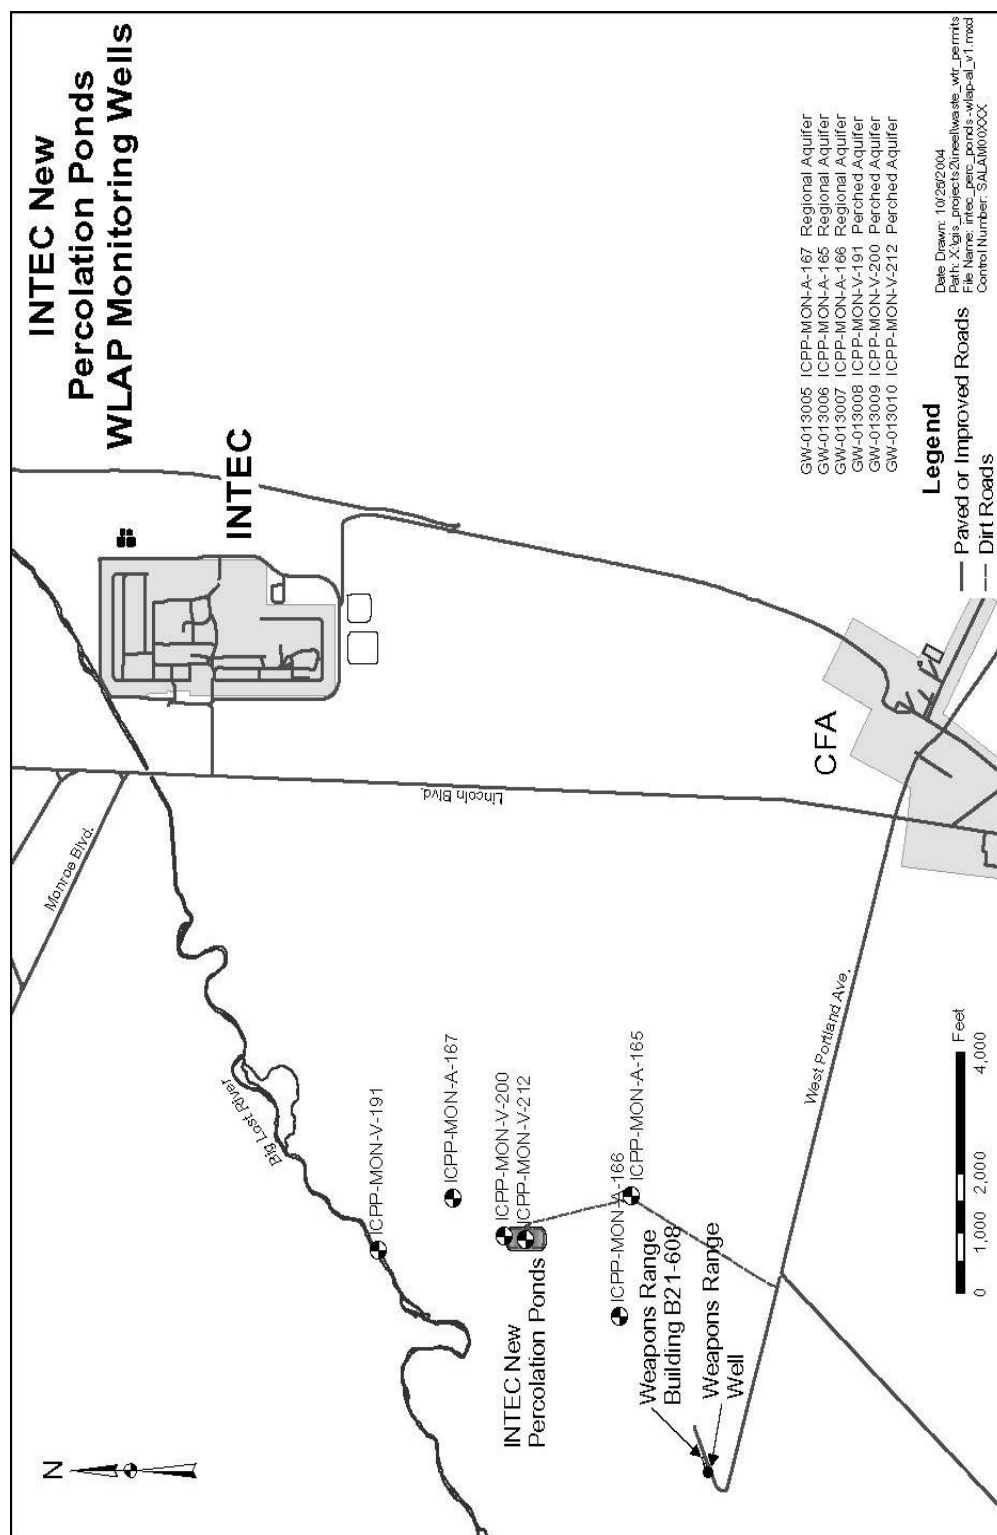 INTEC New
Percolation Ponds
WLAP Monitoring Wells
N
INTEC
Monroe Blvd.
Lincoln Blvd.
Big Lost River
ICPP-MON-V-191
ICPP-MON-A-167
ICPP-MON-V-200
ICPP-MON-V-212
INTEC New
Percolation Ponds
ICPP-MON-A-166
ICPP-MON-A-165
Weapons Range
Building B21-608
Weapons Range
Well
West Portland Ave.
CFA
GW-013005 ICPP-MON-A-167 Regional Aquifer
GW-013006 ICPP-MON-A-165 Regional Aquifer
GW-013007 ICPP-MON-A-166 Regional Aquifer
GW-013008 ICPP-MON-V-191 Perched Aquifer
GW-013009 ICPP-MON-V-200 Perched Aquifer
GW-013010 ICPP-MON-V-212 Perched Aquifer
Legend
Paved or Improved Roads
Dirt Roads
Date Drawn: 10/25/2004
File Name: intec_perc_ponds-wlap-al_v1.mxd
Control Number: SALAM00XXX
0 1,000 2,000 4,000
Feet